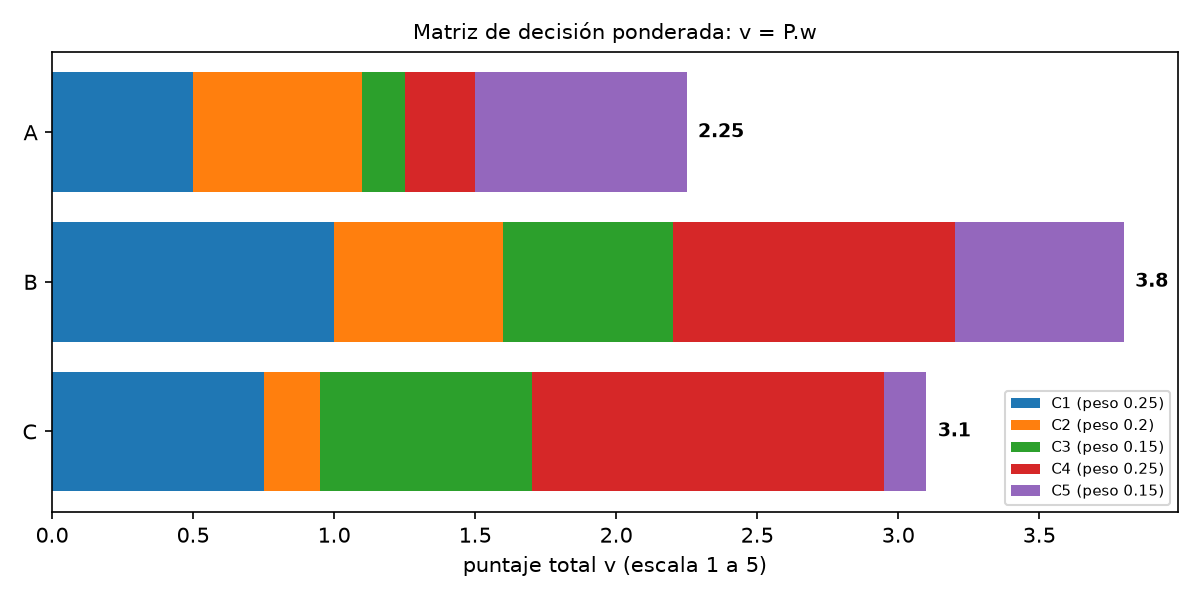 Matriz de decisión ponderada: v = P.w
A
2.25
B
3.8
C
3.1
C1 (peso 0.25)
C2 (peso 0.2)
C3 (peso 0.15)
C4 (peso 0.25)
C5 (peso 0.15)
0.0 0.5 1.0 1.5 2.0 2.5 3.0 3.5
puntaje total v (escala 1 a 5)